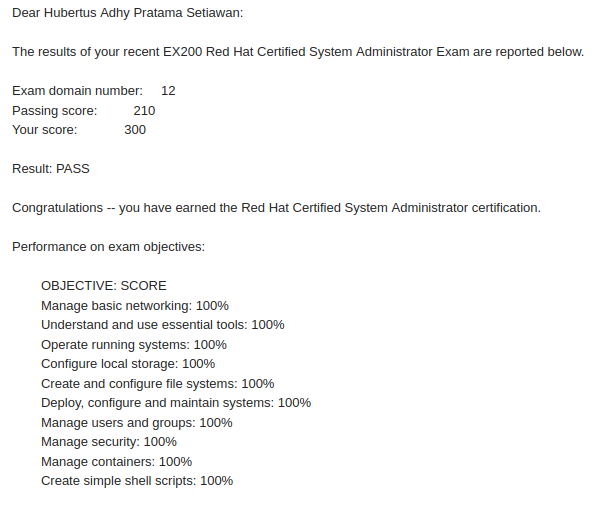 Dear Hubertus Adhy Pratama Setiawan:
The results of your recent EX200 Red Hat Certified System Administrator Exam are reported below.
Exam domain number: 12
Passing score: 210
Your score: 300
Result: PASS
Congratulations -- you have earned the Red Hat Certified System Administrator certification.
Performance on exam objectives:
OBJECTIVE: SCORE
Manage basic networking: 100%
Understand and use essential tools: 100%
Operate running systems: 100%
Configure local storage: 100%
Create and configure file systems: 100%
Deploy, configure and maintain systems: 100%
Manage users and groups: 100%
Manage security: 100%
Manage containers: 100%
Create simple shell scripts: 100%